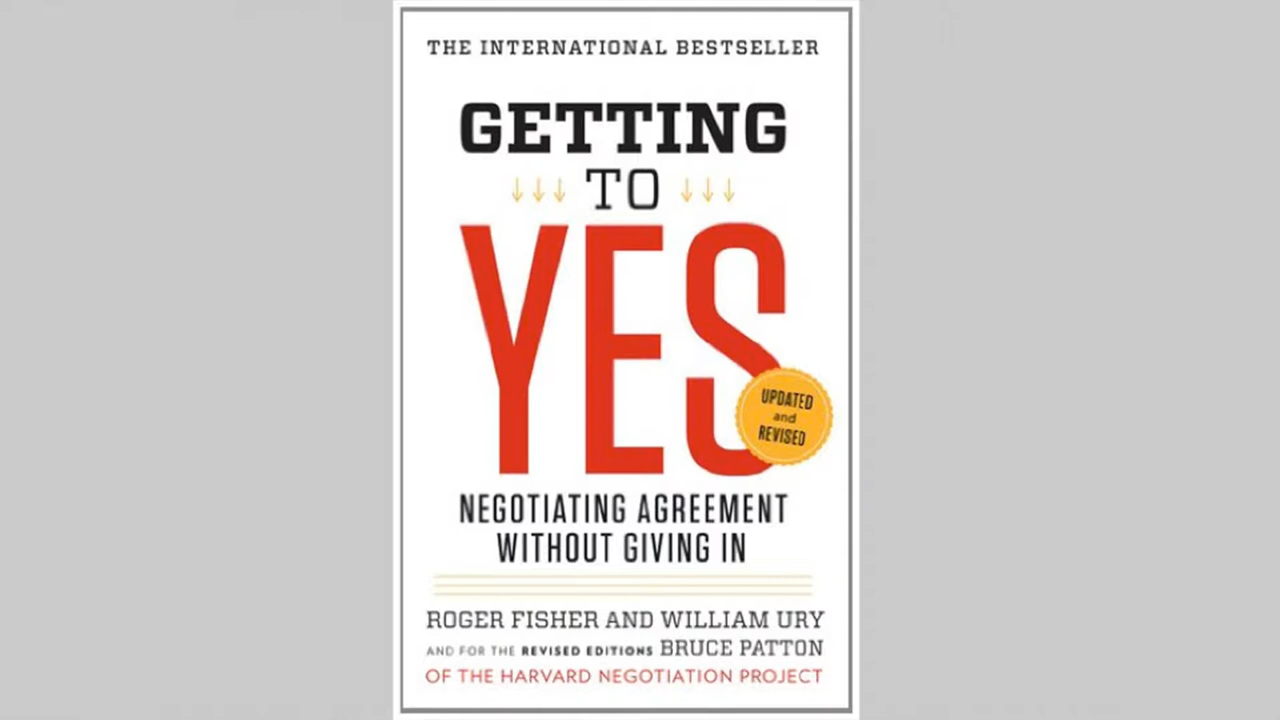 THE INTERNATIONAL BESTSELLER
GETTING
TO
YES
UPDATED
and
REVISED
NEGOTIATING AGREEMENT
WITHOUT GIVING IN
ROGER FISHER AND WILLIAM URY
AND FOR THE REVISED EDITIONS BRUCE PATTON
OF THE HARVARD NEGOTIATION PROJECT